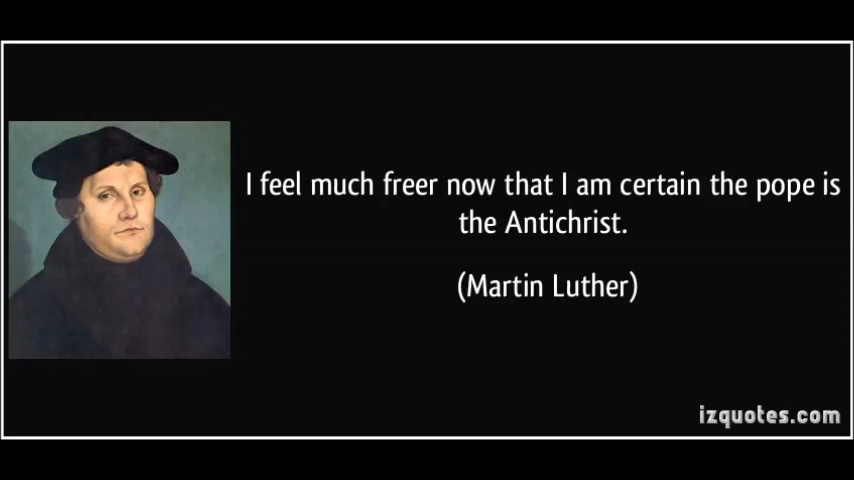 I feel much freer now that I am certain the pope is
the Antichrist.
(Martin Luther)
izquotes.com